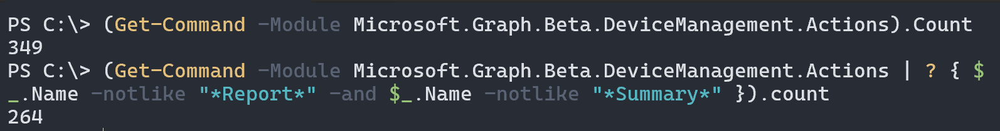 PS C:\> (Get-Command -Module Microsoft.Graph.Beta.DeviceManagement.Actions).Count
349
PS C:\> (Get-Command -Module Microsoft.Graph.Beta.DeviceManagement.Actions | ? { $
_.Name -notlike "*Report*" -and $_.Name -notlike "*Summary*" }).count
264